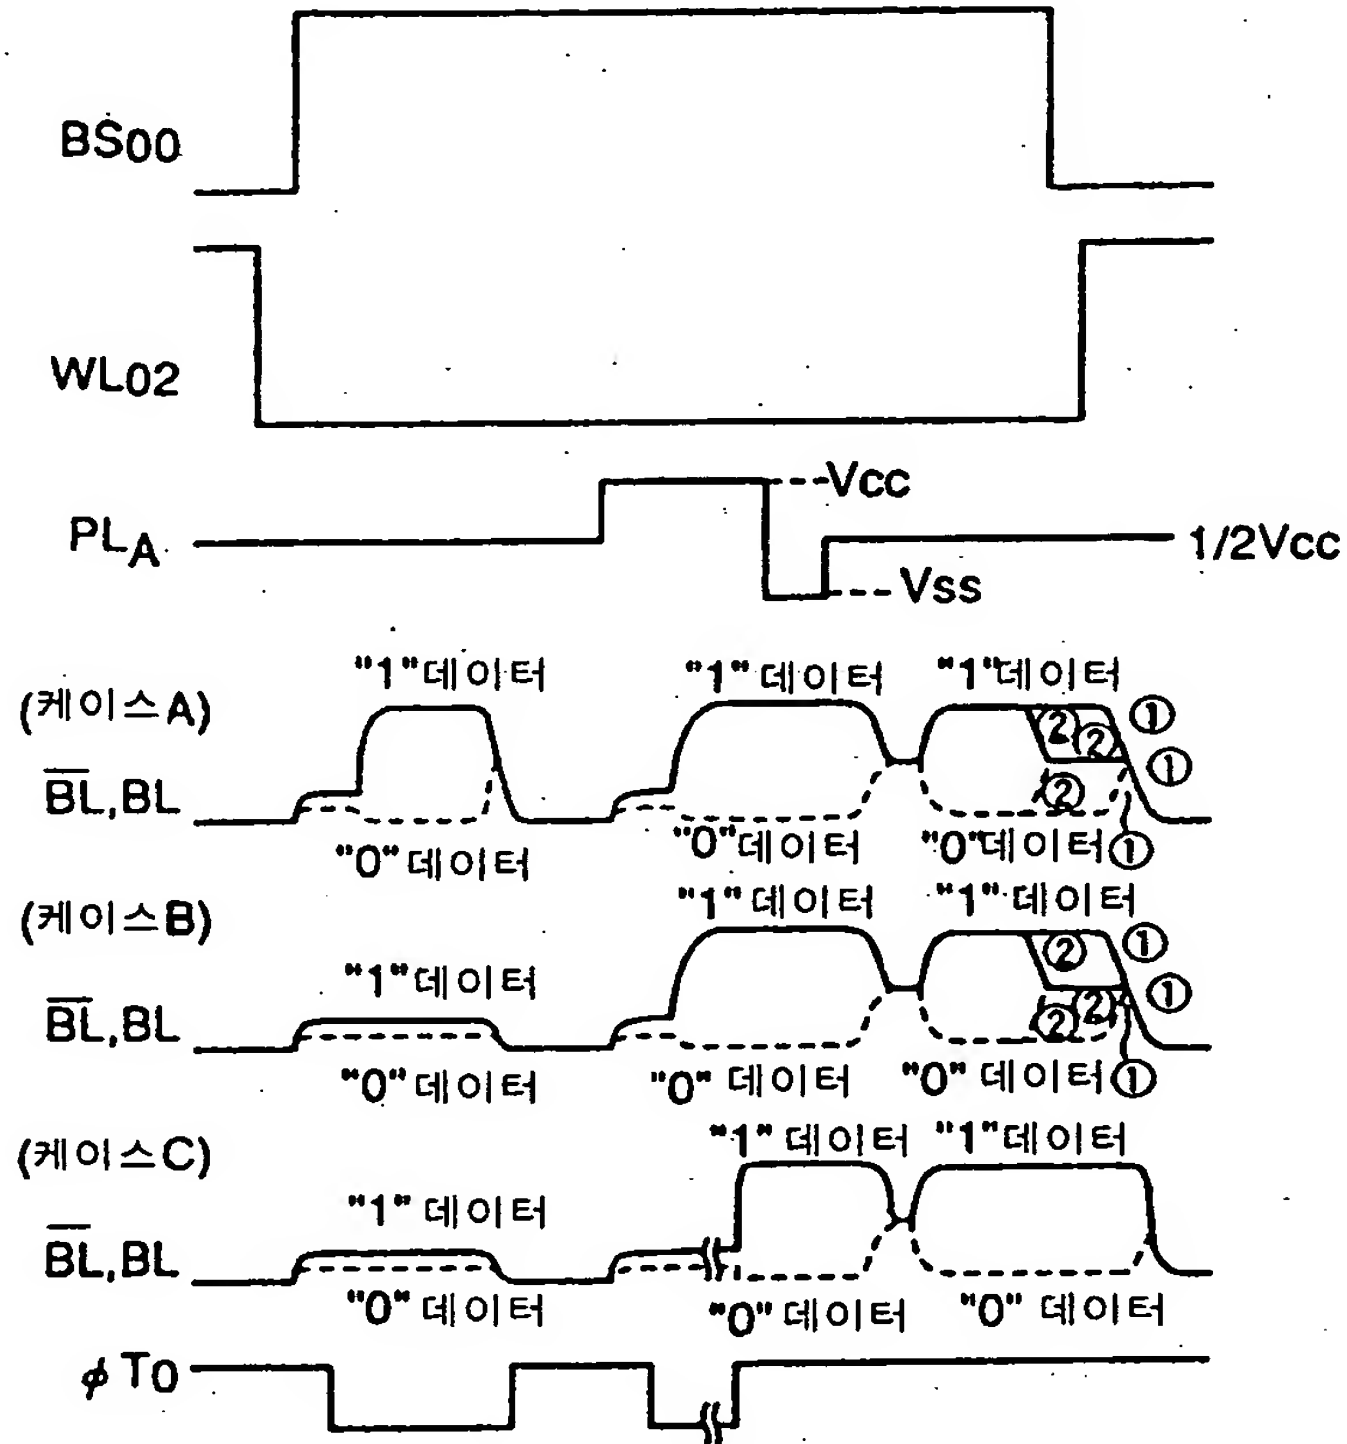 BS00
WL02
Vcc
PLA
1/2Vcc
Vss
"1"데이터 "1"데이터 "1"데이터
(케이스A)
② ② ①
①
BL,BL
②
"0"데이터 "0"데이터 "0"데이터 ①
(케이스B)
"1"데이터 "1"데이터
② ①
"1"데이터
② ①
BL,BL
②
"0"데이터 "0" 데이터 "0" 데이터 ①
(케이스C)
"1" 데이터 "1"데이터
"1" 데이터
BL,BL
"0" 데이터 "0" 데이터 "0" 데이터
φT0